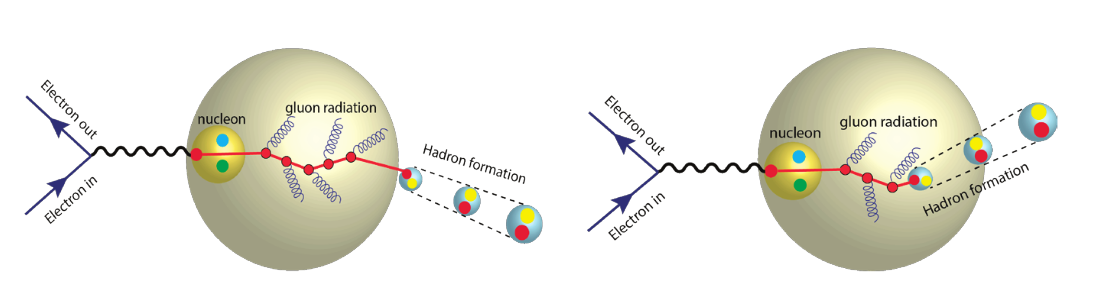 Electron out
Electron in
nucleon
gluon radiation
Hadron formation
Electron out
Electron in
nucleon
gluon radiation
Hadron formation